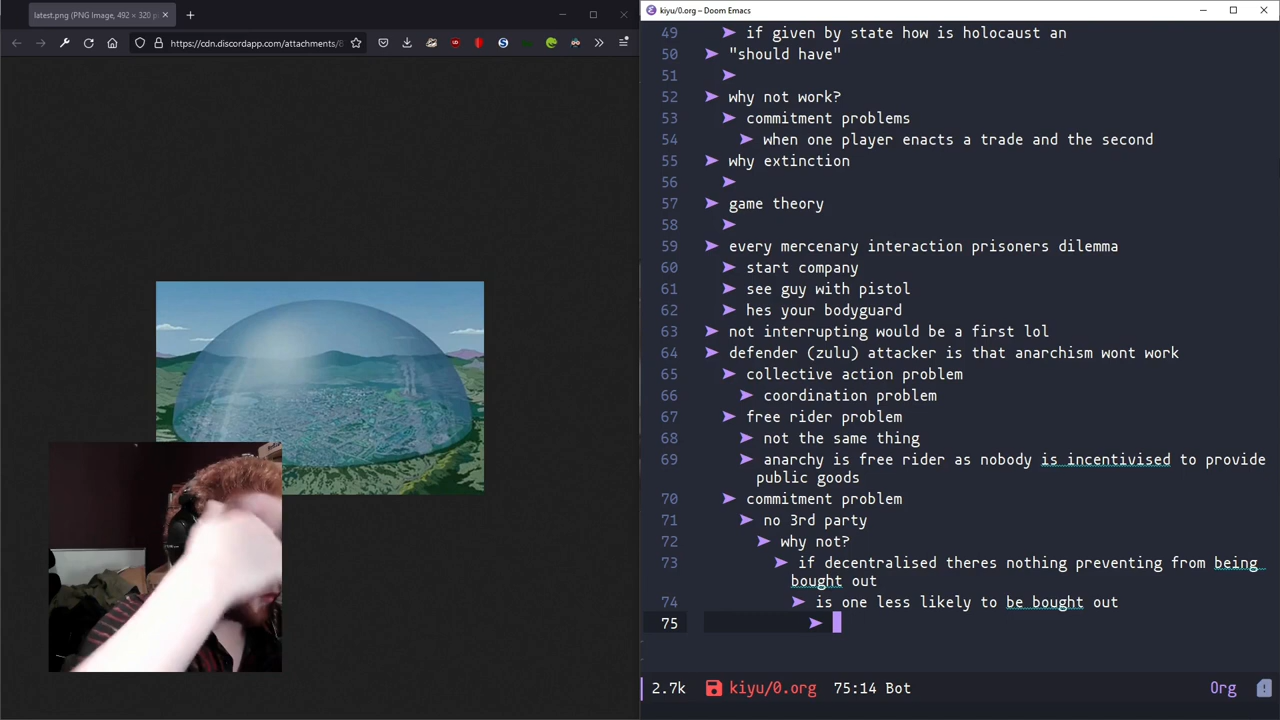 latest.png (PNG Image, 492 × 320 p
kiyu/0.org – Doom Emacs
https://cdn.discordapp.com/attachments/8
49 if given by state how is holocaust an
50 "should have"
51
52 why not work?
53 commitment problems
54 when one player enacts a trade and the second
55 why extinction
56
57 game theory
58
59 every mercenary interaction prisoners dilemma
60 start company
61 see guy with pistol
62 hes your bodyguard
63 not interrupting would be a first lol
64 defender (zulu) attacker is that anarchism wont work
65 collective action problem
66 coordination problem
67 free rider problem
68 not the same thing
69 anarchy is free rider as nobody is incentivised to provide
public goods
70 commitment problem
71 no 3rd party
72 why not?
73 if decentralised theres nothing preventing from being
bought out
74 is one less likely to be bought out
75
2.7k kiyu/0.org 75:14 Bot Org